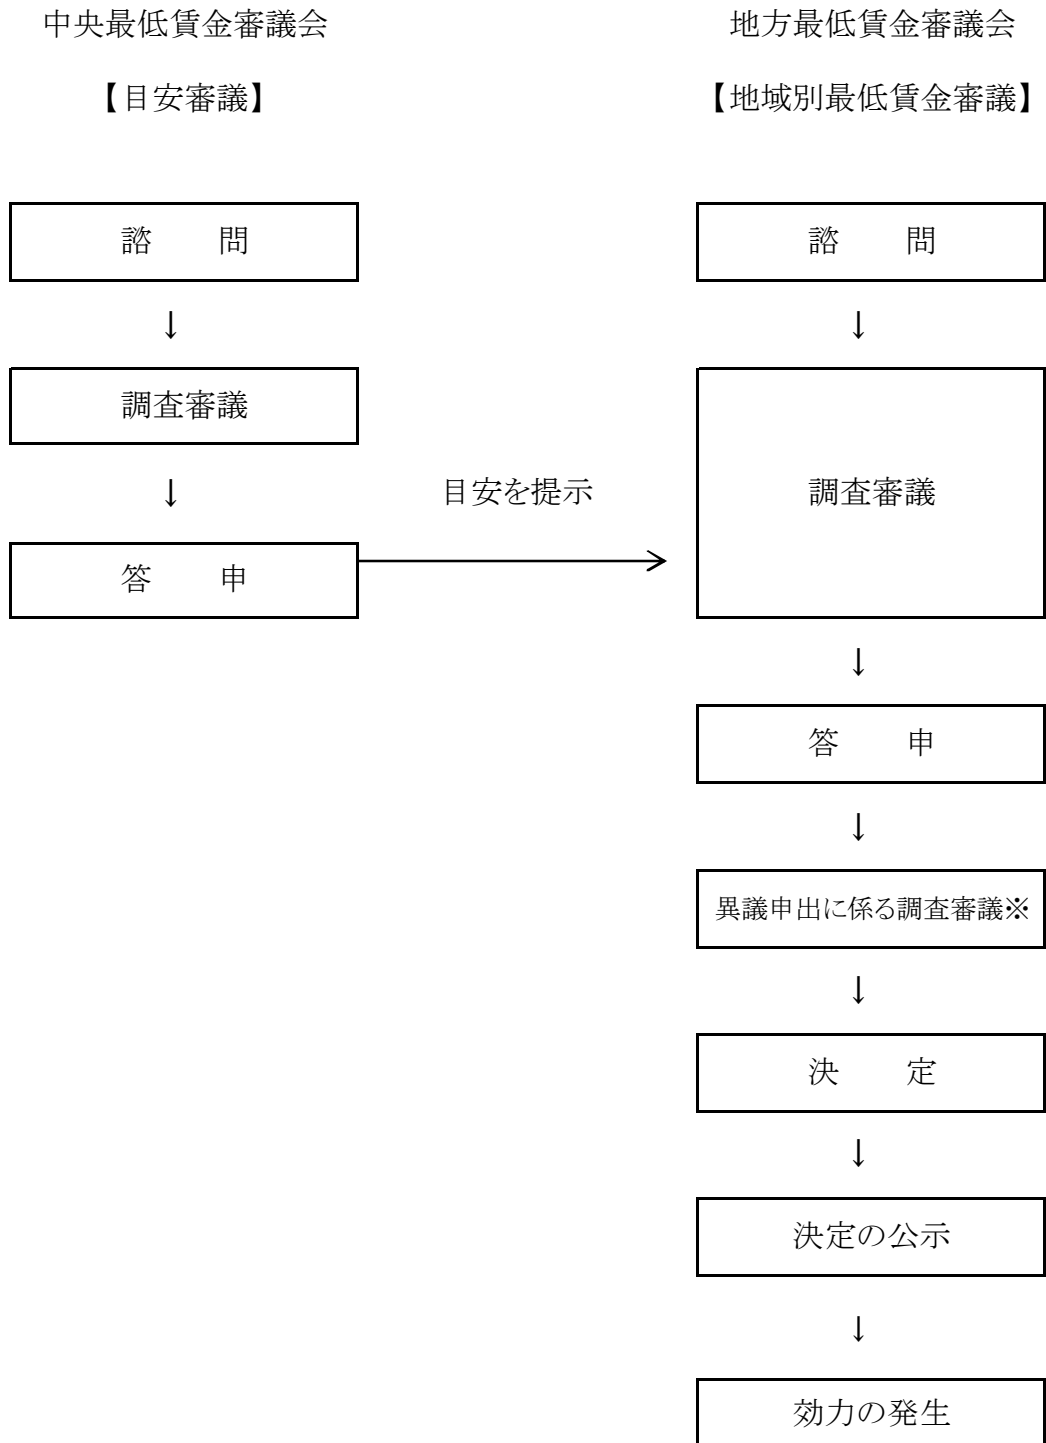 中央最低賃金審議会
【目安審議】
諮 問
↓
調査審議
↓
答 申
目安を提示
地方最低賃金審議会
【地域別最低賃金審議】
諮 問
↓
調査審議
↓
答 申
↓
異議申出に係る調査審議※
↓
決 定
↓
決定の公示
↓
効力の発生